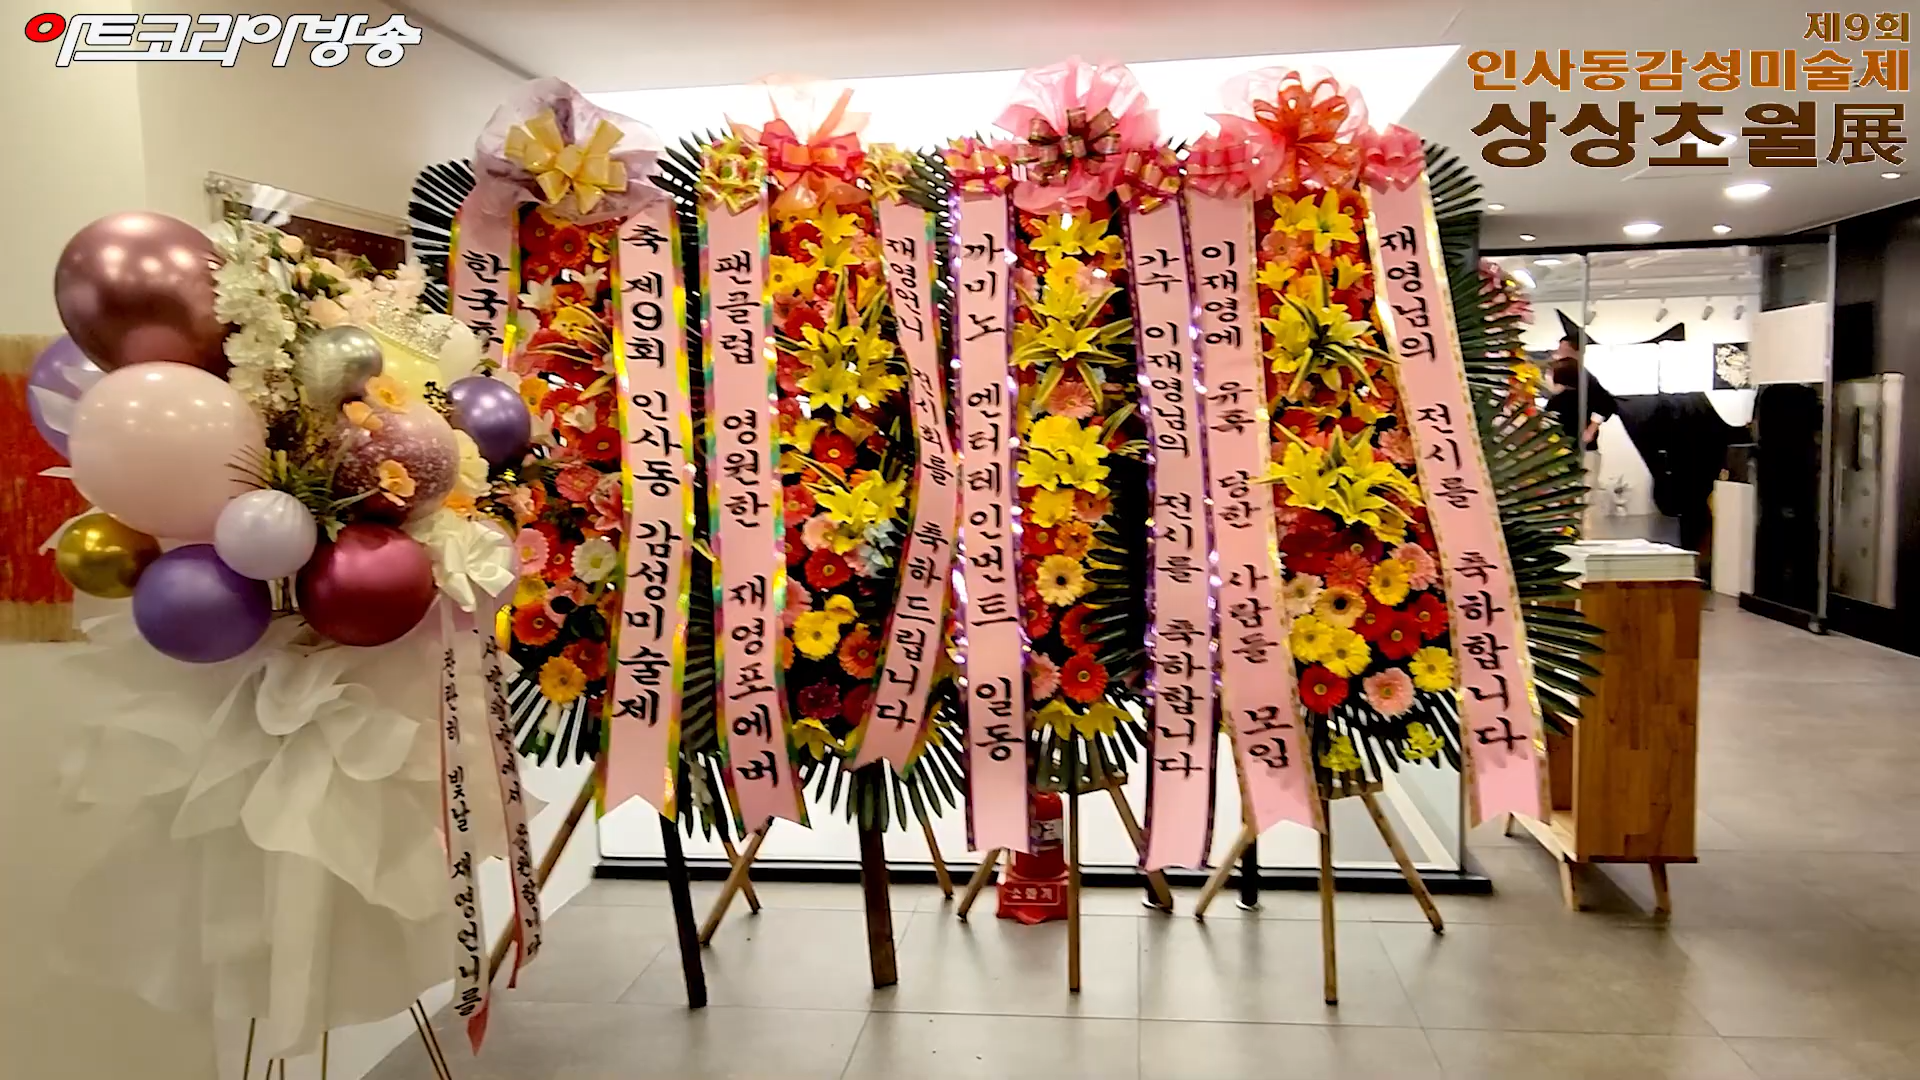 아트코리아방송
제9회
인사동감성미술제
상상초월展
한국
축 제9회 인사동 감성미술제
팬클럽 영원한 재영포에버
재영언니 전시회를 축하드립니다
까미노 엔터테인먼트 일동
가수 이재영님의 전시를 축하합니다
이재영에 유혹 당한 사람들 모임
재영님의 전시를 축하합니다
빛날 재영언니를
소화기